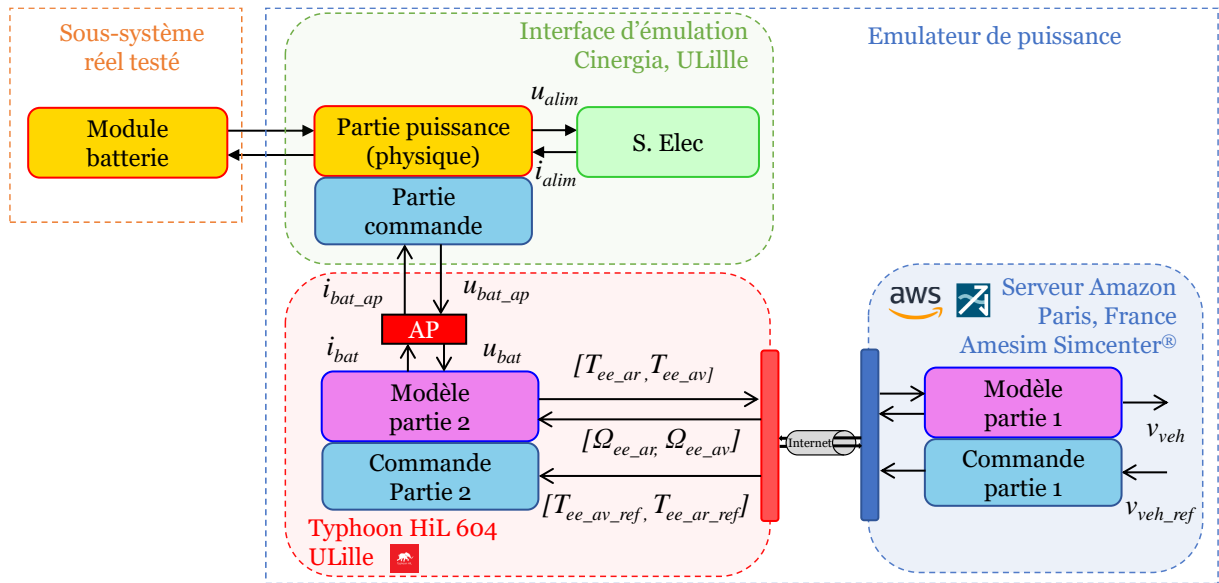 Sous-système
réel testé
Module
batterie
Interface d'émulation
Cinergia, ULillle
Emulateur de puissance
u_alim
Partie puissance
(physique)
S. Elec
i_alim
Partie
commande
i_bat_ap
u_bat_ap
AP
i_bat
u_bat
Modèle
partie 2
Commande
Partie 2
[T_ee_ar , T_ee_av]
[Ω_ee_ar, Ω_ee_av]
[T_ee_av_ref , T_ee_ar_ref]
Typhoon HiL 604
ULille
Internet
aws
Serveur Amazon
Paris, France
Amesim Simcenter®
Modèle
partie 1
v_veh
Commande
partie 1
v_veh_ref